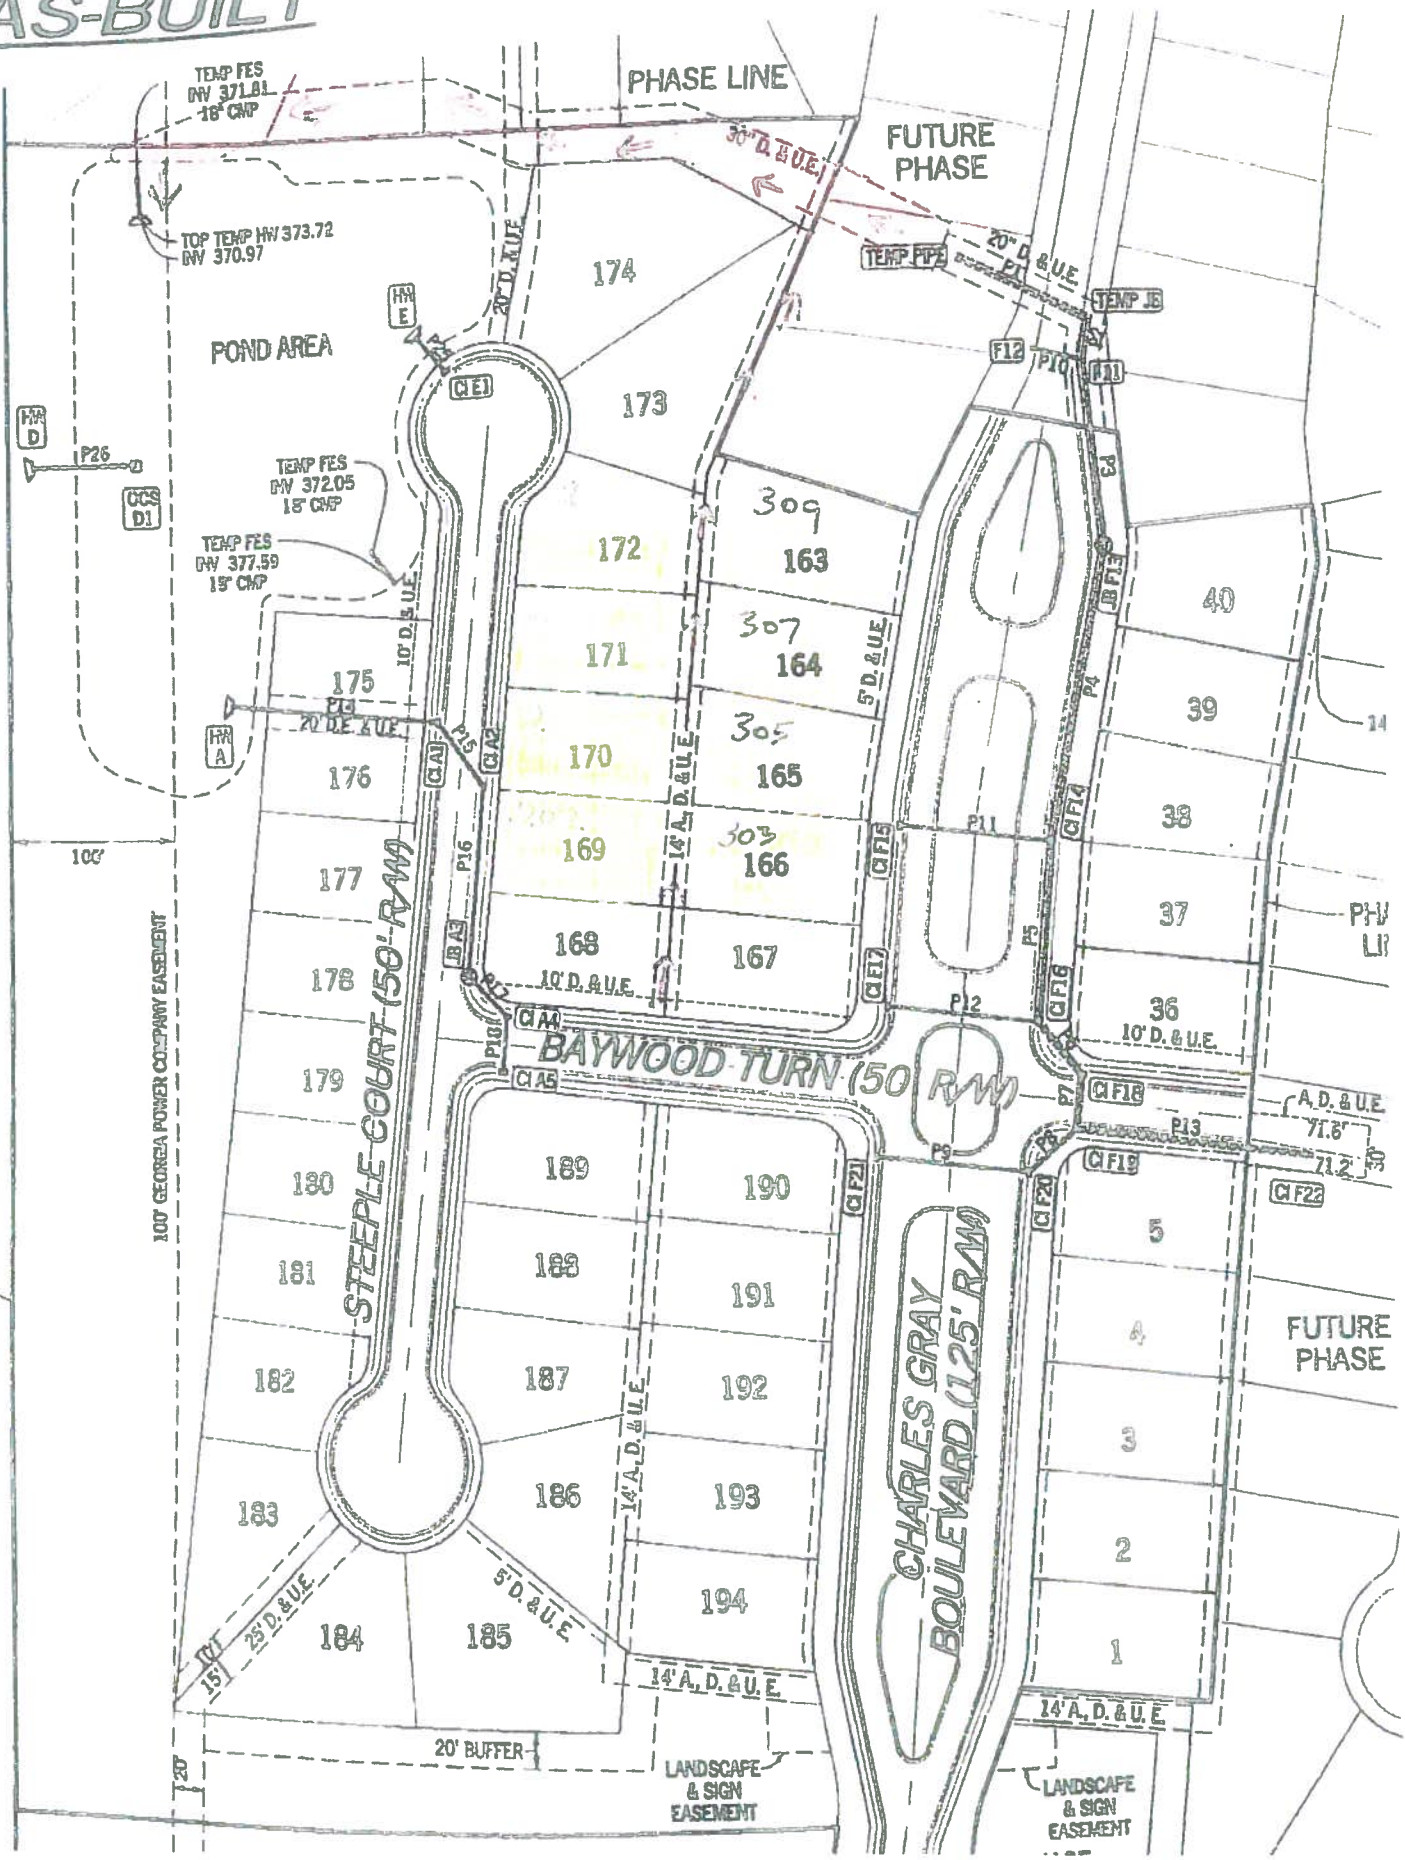 AS-BUILT
TEMP FES
INV 371.81
18" CMP
PHASE LINE
30" D. & U.E.
FUTURE
PHASE
TOP TEMP HW 373.72
INV 370.97
20" D. & U.E.
20" D. & U.E.
P1
TEMP PIPE
TEMP JB
174
HW
E
POND AREA
CI E1
F12
P10
F11
173
HW
D
P26
CCS
D1
TEMP FES
INV 372.05
18" CMP
P3
309
163
172
TEMP FES
INV 377.59
18" CMP
JB F13
40
10' D. & U.E.
307
164
171
5' D. & U.E.
175
P14
20' D.E. & U.E.
P4
39
HW
A
CI A1
P15
CI A2
305
165
170
14' A, D. & U.E.
176
38
CI F14
P11
CI F15
303
166
169
100'
P16
177
37
PHA
LIN
P5
JB A3
168
167
CI F17
CI F16
178
10' D. & U.E.
P12
36
10' D. & U.E.
P17
CI A4
P18
CI A5
BAYWOOD TURN (50 R/W)
STEEPLE COURT (50' R/W)
100' GEORGIA POWER COMPANY EASEMENT
179
P7
CI F18
A, D. & U.E.
71.6'
P13
P8
P9
CI F19
71.2'
30'
CI F21
CI F20
CI F22
189
190
180
5
188
191
181
CHARLES GRAY
BOULEVARD (125' R/W)
4
FUTURE
PHASE
187
192
182
14' A, D. & U.E.
3
186
193
183
2
194
5' D. & U.E.
25' D. & U.E.
184
185
15'
1
14' A., D. & U. E.
14' A., D. & U. E.
20' BUFFER
20'
LANDSCAPE
& SIGN
EASEMENT
LANDSCAPE
& SIGN
EASEMENT